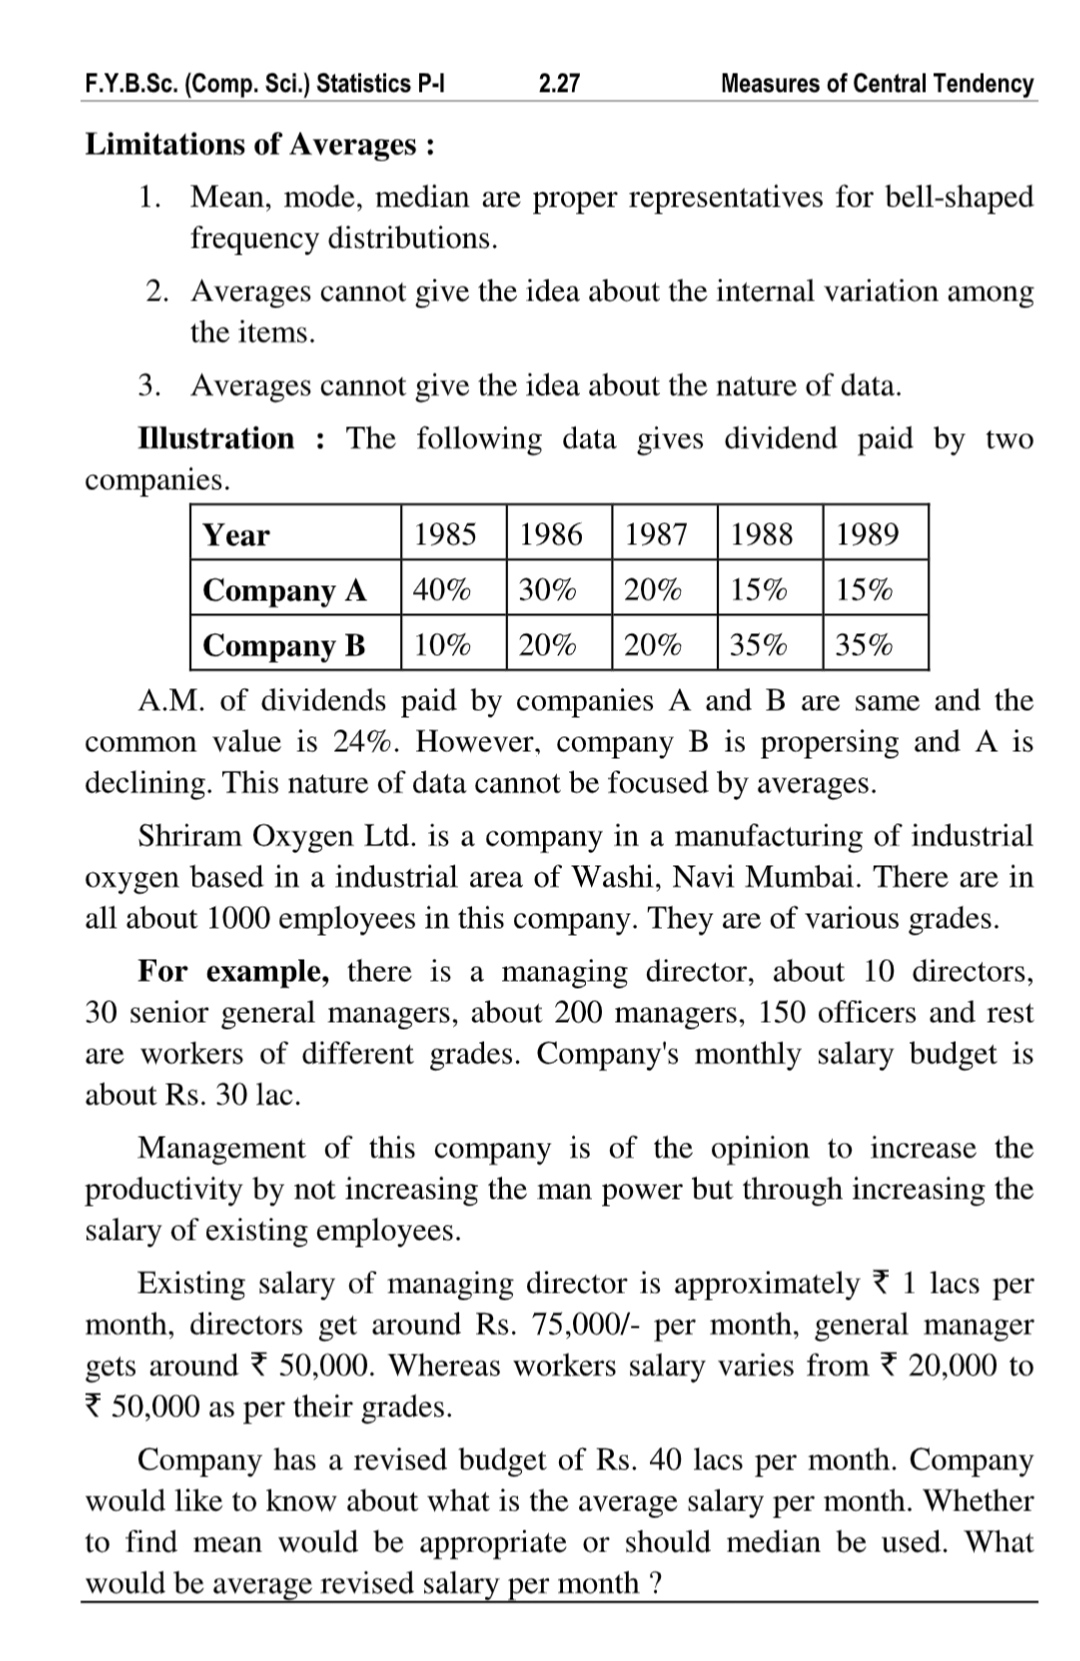 F.Y.B.Sc. (Comp. Sci.) Statistics P-I 2.27 Measures of Central Tendency
Limitations of Averages :
1. Mean, mode, median are proper representatives for bell-shaped
frequency distributions.
2. Averages cannot give the idea about the internal variation among
the items.
3. Averages cannot give the idea about the nature of data.
Illustration : The following data gives dividend paid by two
companies.
Year 1985 1986 1987 1988 1989
Company A 40% 30% 20% 15% 15%
Company B 10% 20% 20% 35% 35%
A.M. of dividends paid by companies A and B are same and the
common value is 24%. However, company B is propersing and A is
declining. This nature of data cannot be focused by averages.
Shriram Oxygen Ltd. is a company in a manufacturing of industrial
oxygen based in a industrial area of Washi, Navi Mumbai. There are in
all about 1000 employees in this company. They are of various grades.
For example, there is a managing director, about 10 directors,
30 senior general managers, about 200 managers, 150 officers and rest
are workers of different grades. Company's monthly salary budget is
about Rs. 30 lac.
Management of this company is of the opinion to increase the
productivity by not increasing the man power but through increasing the
salary of existing employees.
Existing salary of managing director is approximately ₹ 1 lacs per
month, directors get around Rs. 75,000/- per month, general manager
gets around ₹ 50,000. Whereas workers salary varies from ₹ 20,000 to
₹ 50,000 as per their grades.
Company has a revised budget of Rs. 40 lacs per month. Company
would like to know about what is the average salary per month. Whether
to find mean would be appropriate or should median be used. What
would be average revised salary per month ?